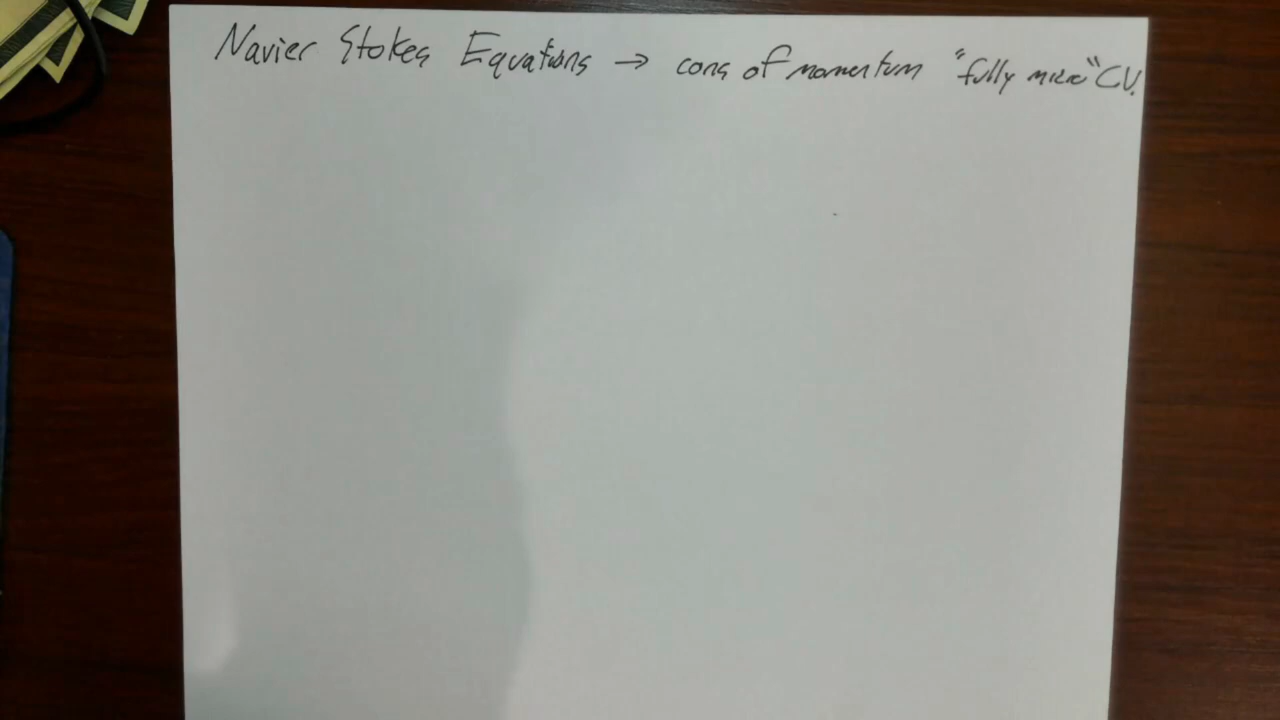 Navier Stokes Equations → cons of momentum "fully micro" CV.